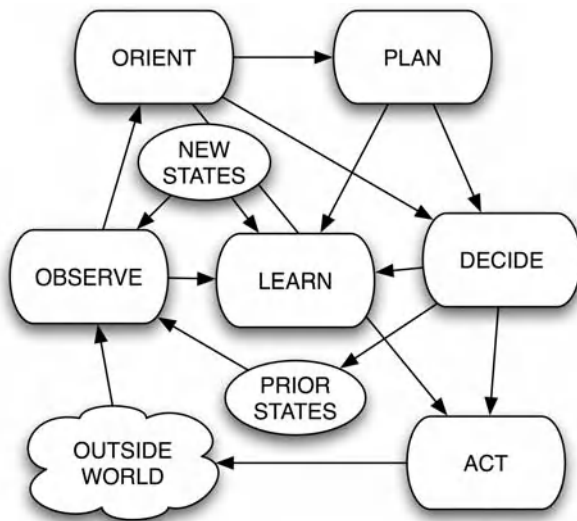 ORIENT
PLAN
NEW
STATES
OBSERVE
LEARN
DECIDE
PRIOR
STATES
OUTSIDE
WORLD
ACT